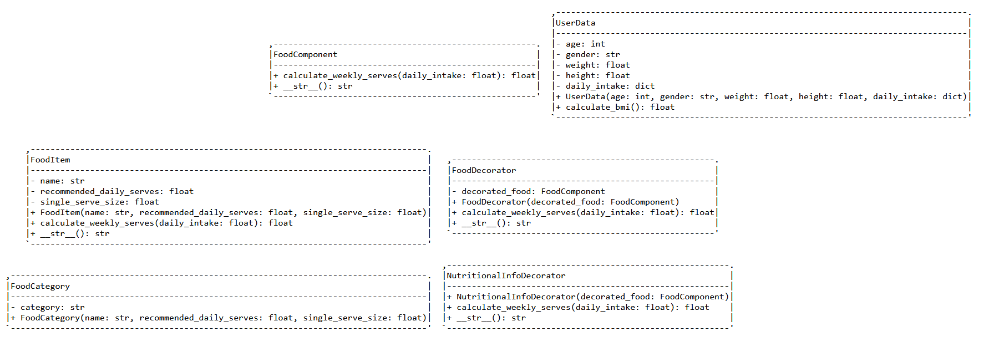 FoodComponent
+ calculate_weekly_serves(daily_intake: float): float
+ __str__(): str
UserData
- age: int
- gender: str
- weight: float
- height: float
- daily_intake: dict
+ UserData(age: int, gender: str, weight: float, height: float, daily_intake: dict)
+ calculate_bmi(): float
FoodItem
- name: str
- recommended_daily_serves: float
- single_serve_size: float
+ FoodItem(name: str, recommended_daily_serves: float, single_serve_size: float)
+ calculate_weekly_serves(daily_intake: float): float
+ __str__(): str
FoodDecorator
- decorated_food: FoodComponent
+ FoodDecorator(decorated_food: FoodComponent)
+ calculate_weekly_serves(daily_intake: float): float
+ __str__(): str
FoodCategory
- category: str
+ FoodCategory(name: str, recommended_daily_serves: float, single_serve_size: float)
NutritionalInfoDecorator
+ NutritionalInfoDecorator(decorated_food: FoodComponent)
+ calculate_weekly_serves(daily_intake: float): float
+ __str__(): str